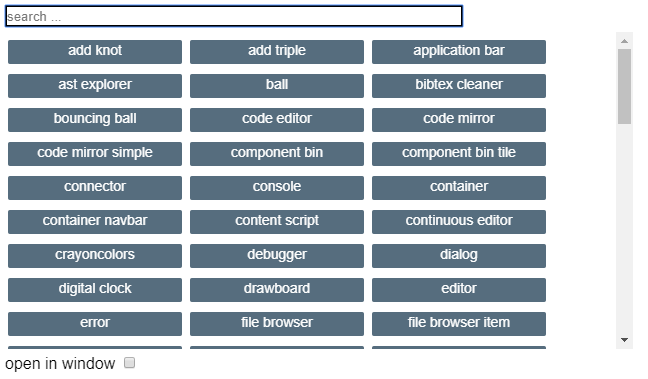 search ...
add knot add triple application bar
ast explorer ball bibtex cleaner
bouncing ball code editor code mirror
code mirror simple component bin component bin tile
connector console container
container navbar content script continuous editor
crayoncolors debugger dialog
digital clock drawboard editor
error file browser file browser item
open in window